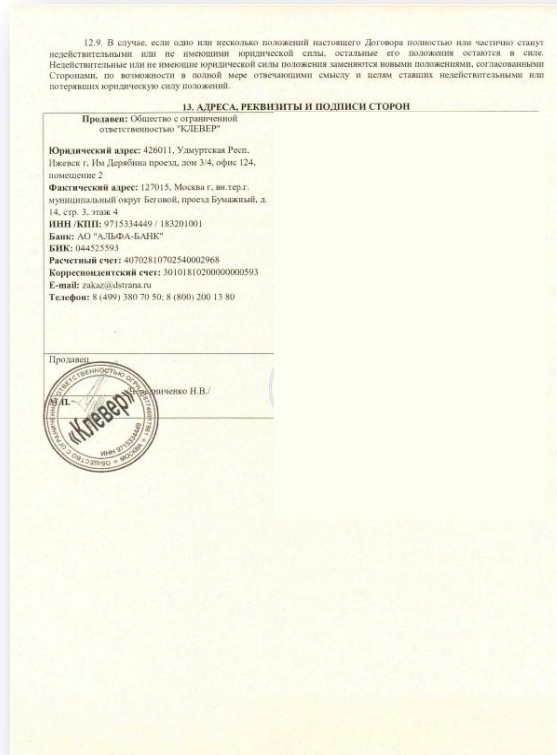 12.9. В случае, если одно или несколько положений настоящего Договора полностью или частично станут
недействительными или не имеющими юридической силы, остальные его положения остаются в силе.
Недействительные или не имеющие юридической силы положения заменяются новыми положениями, согласованными
Сторонами, по возможности в полной мере отвечающими смыслу и целям ставших недействительными или
потерявших юридическую силу положений.
13. АДРЕСА, РЕКВИЗИТЫ И ПОДПИСИ СТОРОН
Продавец: Общество с ограниченной
ответственностью "КЛЕВЕР"
Юридический адрес: 426011, Удмуртская Респ,
Ижевск г, Им Дерябина проезд, дом 3/4, офис 124,
помещение 2
Фактический адрес: 127015, Москва г, вн.тер.г.
муниципальный округ Беговой, проезд Бумажный, д.
14, стр. 3, этаж 4
ИНН /КПП: 9715334449 / 183201001
Банк: АО "АЛЬФА-БАНК"
БИК: 044525593
Расчетный счет: 40702810702540002968
Корреспондентский счет: 30101810200000000593
E-mail: zakaz@dstrana.ru
Телефон: 8 (499) 380 70 50; 8 (800) 200 13 80
Продавец
Н.В./
М.П.
«Клевер»
ИНН 9715334449
МОСКВА
ОБЩЕСТВО С ОГРАНИЧЕННОЙ ОТВЕТСТВЕННОСТЬЮ